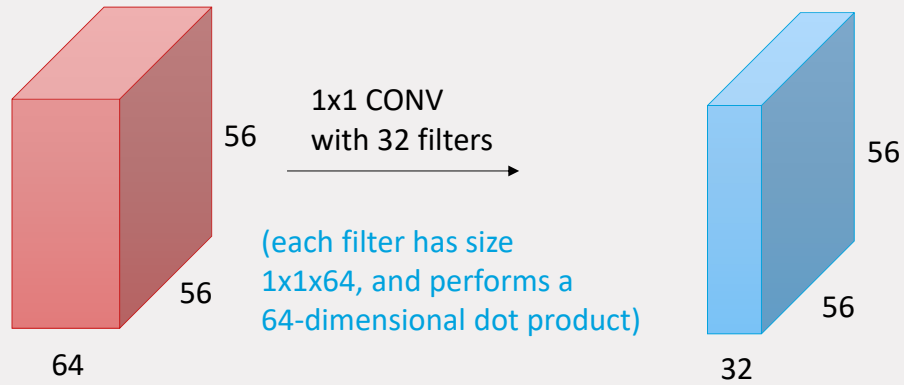 56
56
64
1x1 CONV
with 32 filters
(each filter has size
1x1x64, and performs a
64-dimensional dot product)
56
56
32